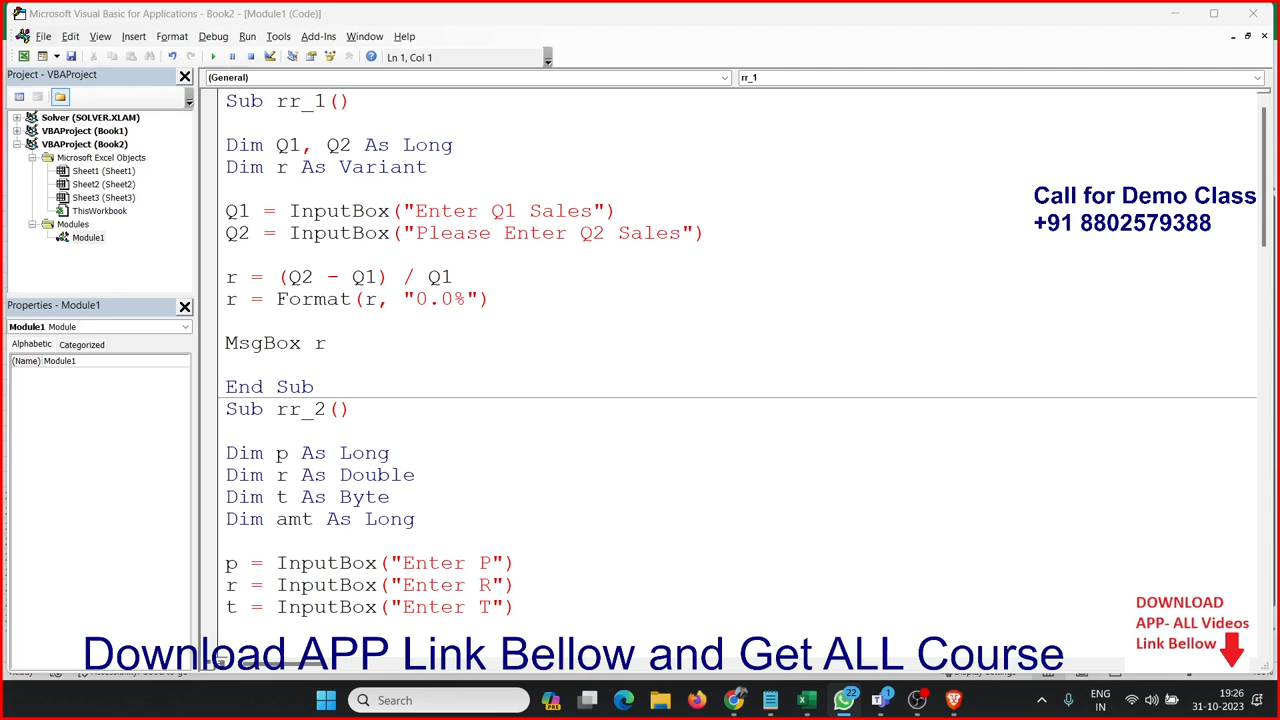 Microsoft Visual Basic for Applications - Book2 - [Module1 (Code)]
File Edit View Insert Format Debug Run Tools Add-Ins Window Help
Ln 1, Col 1
Project - VBAProject
(General)
rr_1
Solver (SOLVER.XLAM)
VBAProject (Book1)
VBAProject (Book2)
Microsoft Excel Objects
Sheet1 (Sheet1)
Sheet2 (Sheet2)
Sheet3 (Sheet3)
ThisWorkbook
Modules
Module1
Properties - Module1
Module1 Module
Alphabetic Categorized
(Name) Module1
Sub rr_1()
Dim Q1, Q2 As Long
Dim r As Variant
Q1 = InputBox("Enter Q1 Sales")
Q2 = InputBox("Please Enter Q2 Sales")
r = (Q2 - Q1) / Q1
r = Format(r, "0.0%")
MsgBox r
End Sub
Sub rr_2()
Dim p As Long
Dim r As Double
Dim t As Byte
Dim amt As Long
p = InputBox("Enter P")
r = InputBox("Enter R")
t = InputBox("Enter T")
Call for Demo Class
+91 8802579388
DOWNLOAD
APP- ALL Videos
Link Bellow
Download APP Link Bellow and Get ALL Course
Search
PRE
22
1
ENG
IN
19:26
31-10-2023